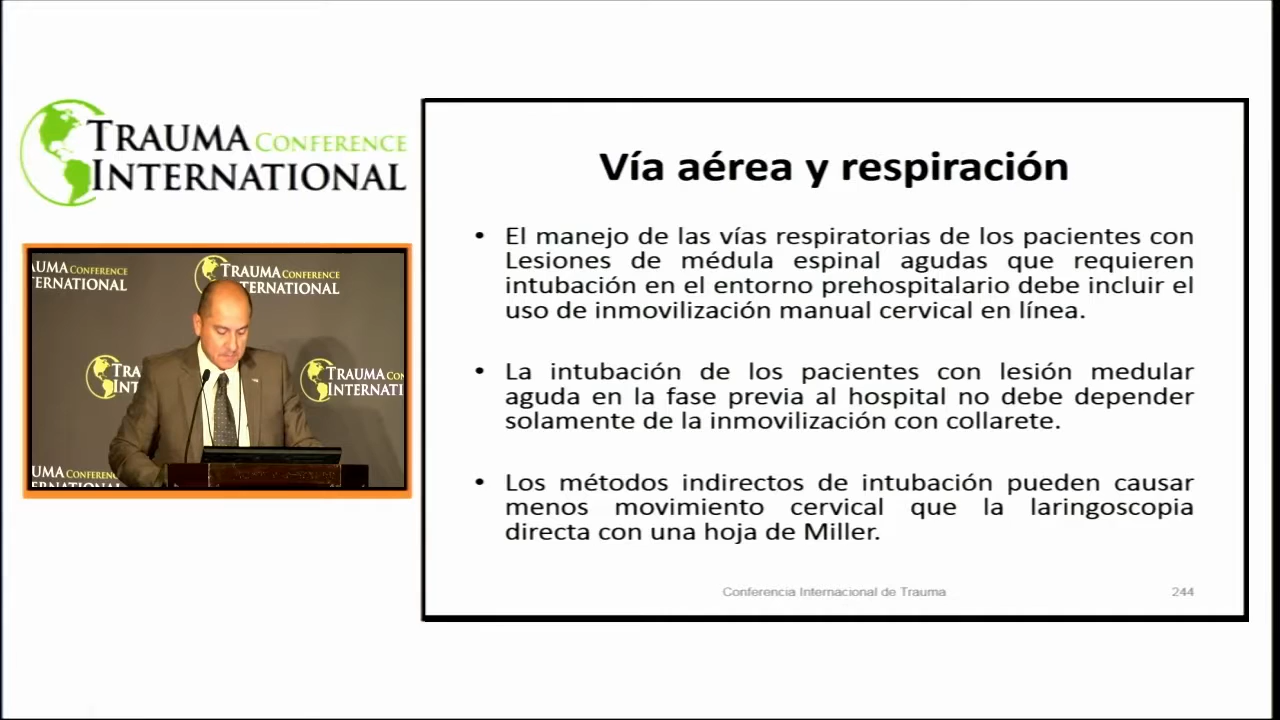 TRAUMA CONFERENCE
INTERNATIONAL
Vía aérea y respiración
• El manejo de las vías respiratorias de los pacientes con
Lesiones de médula espinal agudas que requieren
intubación en el entorno prehospitalario debe incluir el
uso de inmovilización manual cervical en línea.
• La intubación de los pacientes con lesión medular
aguda en la fase previa al hospital no debe depender
solamente de la inmovilización con collarete.
• Los métodos indirectos de intubación pueden causar
menos movimiento cervical que la laringoscopia
directa con una hoja de Miller.
Conferencia Internacional de Trauma
244
UMA CONFERENCE
TERNATIONAL
TRAUMA CONFERENCE
INTERNATIONAL
TRA
INT
TRAUMA CON
INTERNATI
UMA CONFEREN
ERNATIONAL